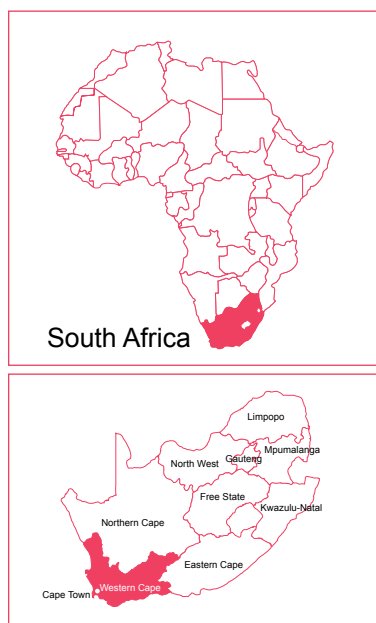 South Africa
Limpopo
Mpumalanga
Gauteng
North West
Free State
Kwazulu-Natal
Northern Cape
Eastern Cape
Western Cape
Cape Town